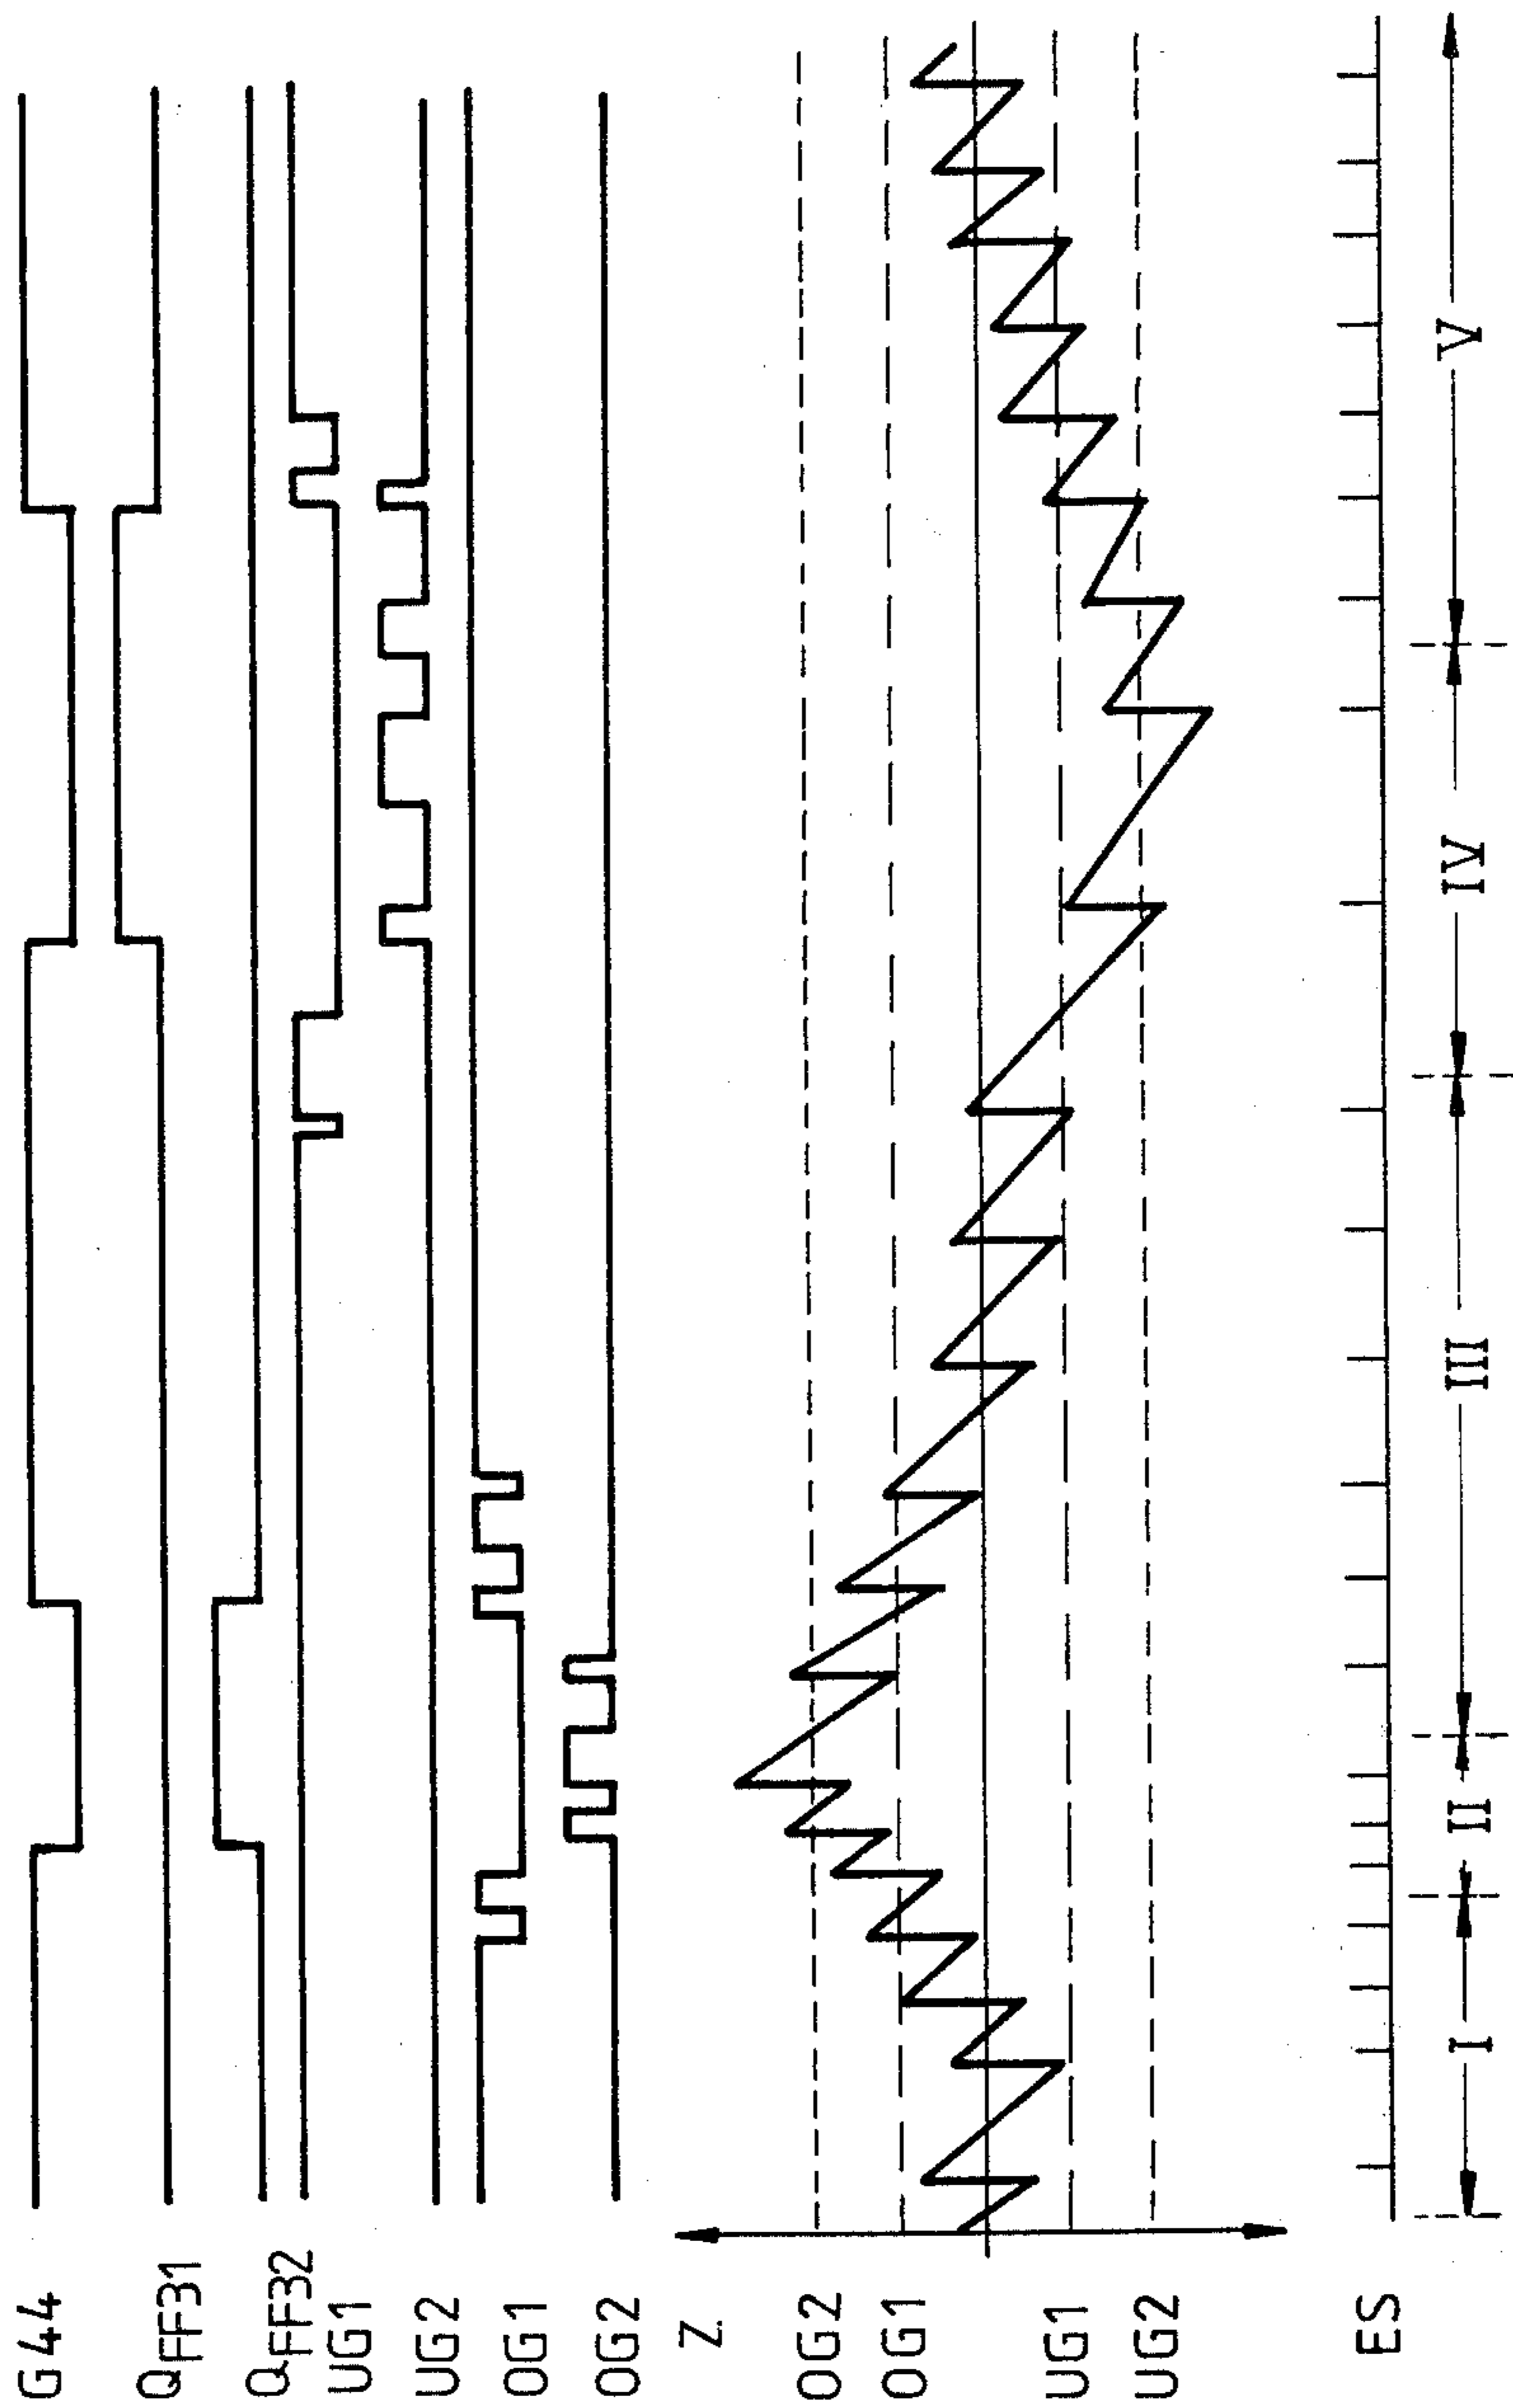 G44
QFF31
QFF32
UG1
UG2
OG1
OG2
Z.
OG2
OG1
UG1
UG2
ES
I
II
III
IV
V